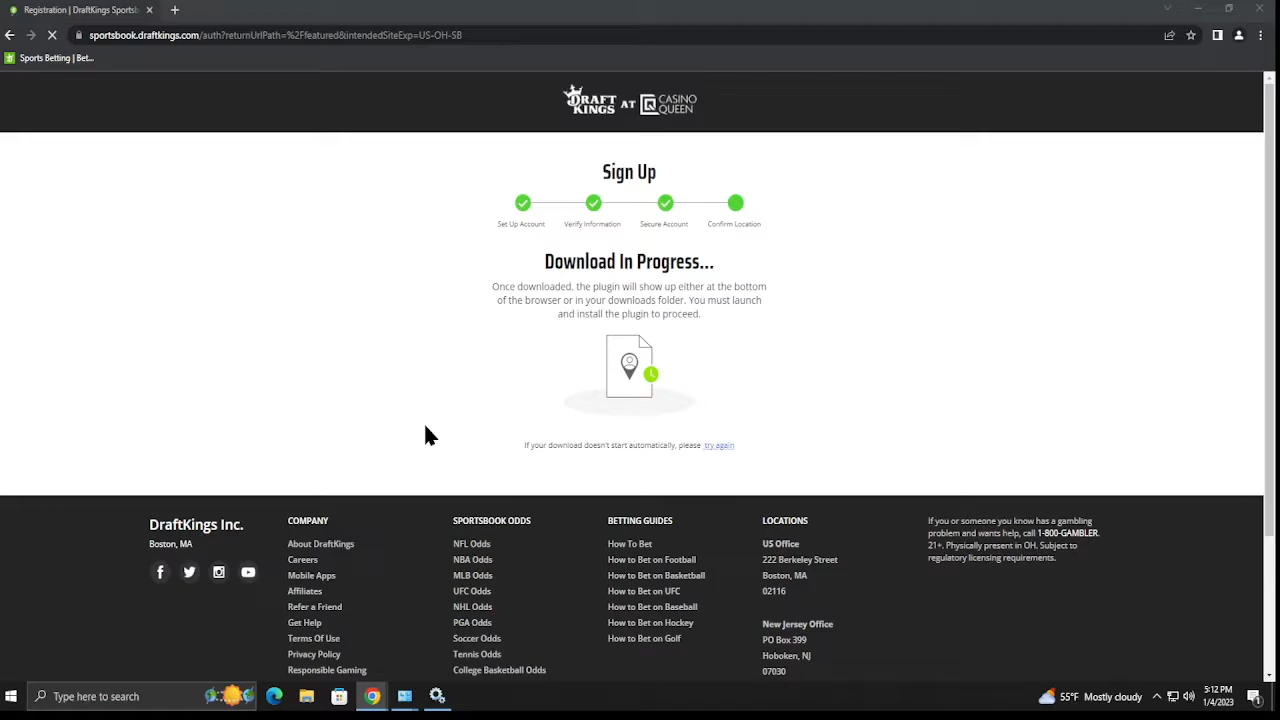 Registration | DraftKings Sportsb
sportsbook.draftkings.com/auth?returnUrlPath=%2Ffeatured&intendedSiteExp=US-OH-SB
Sports Betting | Bet...
DRAFT KINGS AT CASINO QUEEN
Sign Up
Set Up Account Verify Information Secure Account Confirm Location
Download In Progress...
Once downloaded, the plugin will show up either at the bottom
of the browser or in your downloads folder. You must launch
and install the plugin to proceed.
If your download doesn't start automatically, please try again
DraftKings Inc.
Boston, MA
COMPANY
About DraftKings
Careers
Mobile Apps
Affiliates
Refer a Friend
Get Help
Terms Of Use
Privacy Policy
Responsible Gaming
SPORTSBOOK ODDS
NFL Odds
NBA Odds
MLB Odds
UFC Odds
NHL Odds
PGA Odds
Soccer Odds
Tennis Odds
College Basketball Odds
BETTING GUIDES
How To Bet
How to Bet on Football
How to Bet on Basketball
How to Bet on UFC
How to Bet on Baseball
How to Bet on Hockey
How to Bet on Golf
LOCATIONS
US Office
222 Berkeley Street
Boston, MA
02116
New Jersey Office
PO Box 399
Hoboken, NJ
07030
If you or someone you know has a gambling
problem and wants help, call 1-800-GAMBLER.
21+. Physically present in OH. Subject to
regulatory licensing requirements.
Type here to search
55°F Mostly cloudy
5:12 PM
1/4/2023
1